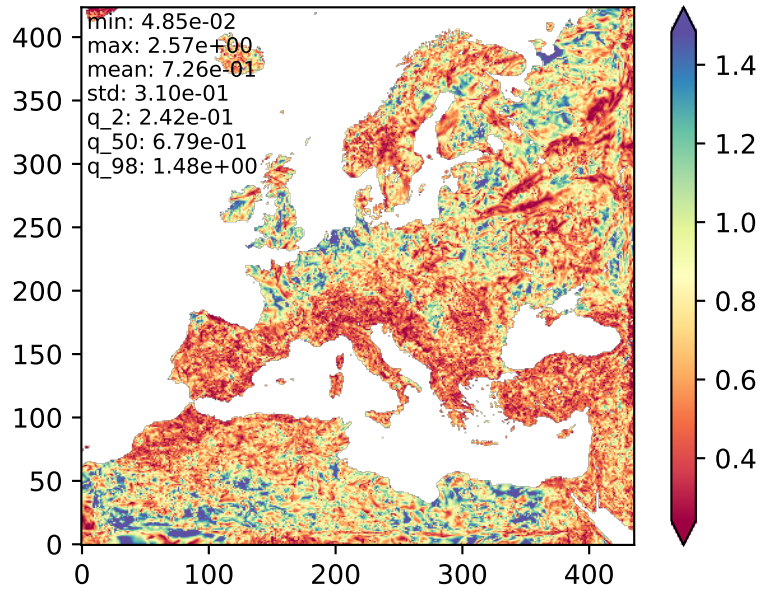 min: 4.85e-02
max: 2.57e+00
mean: 7.26e-01
std: 3.10e-01
q_2: 2.42e-01
q_50: 6.79e-01
q_98: 1.48e+00
400
350
300
250
200
150
100
50
0
0 100 200 300 400
1.4
1.2
1.0
0.8
0.6
0.4